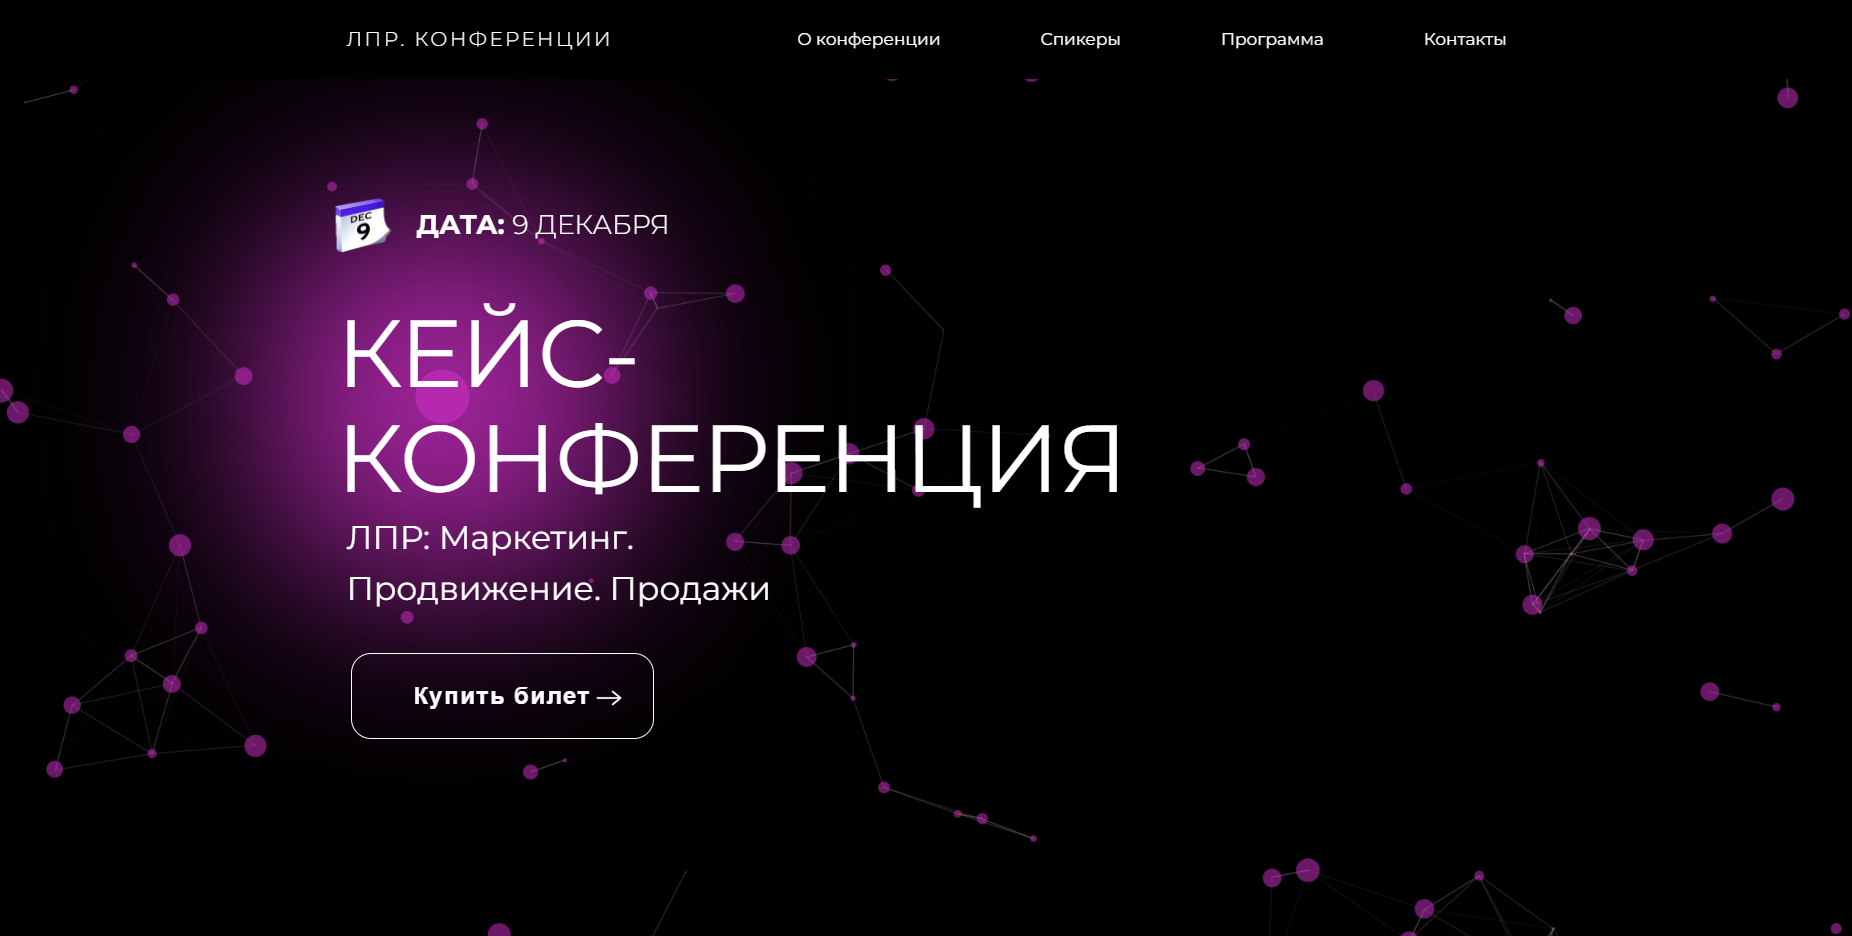 ЛПР. КОНФЕРЕНЦИИ
О конференции
Спикеры
Программа
Контакты
DEC
9
ДАТА: 9 ДЕКАБРЯ
КЕЙС-
КОНФЕРЕНЦИЯ
ЛПР: Маркетинг.
Продвижение. Продажи
Купить билет